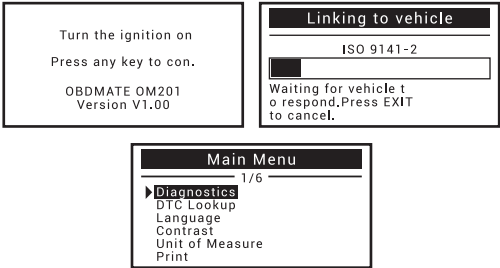 Turn the ignition on
Press any key to con.
OBDMATE OM201
Version V1.00
Linking to vehicle
ISO 9141-2
Waiting for vehicle t
o respond.Press EXIT
to cancel.
Main Menu
1/6
Diagnostics
DTC Lookup
Language
Contrast
Unit of Measure
Print